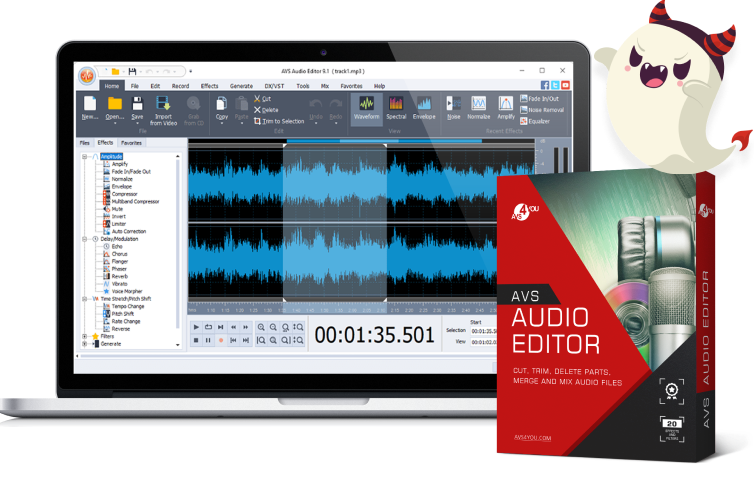 AVS Audio Editor 9.1 ( track1.mp3 )
Home File Edit Record Effects Generate DX/VST Tools Mix Favorites Help
New... Open... Save Import from Video Grab from CD
File
Copy Paste
Cut
Delete
Trim to Selection
Undo Redo
Edit
Waveform Spectral Envelope
View
Noise Normalize Amplify
Fade In/Out
Noise Removal
Equalizer
Recent Effects
Files Effects Favorites
Amplitude
Amplify
Fade In/Fade Out
Normalize
Envelope
Compressor
Multiband Compressor
Mute
Invert
Limiter
Auto Correction
Delay/Modulation
Echo
Chorus
Flanger
Phaser
Reverb
Vibrato
Voice Morpher
Time Stretch/Pitch Shift
Tempo Change
Pitch Shift
Rate Change
Reverse
Filters
Generate
00:01:35.501
Start
Selection
View
AVS 4 YOU
AVS
AUDIO
EDITOR
CUT, TRIM, DELETE PARTS,
MERGE AND MIX AUDIO FILES
AVS4YOU.COM
AVS AUDIO EDITOR
20